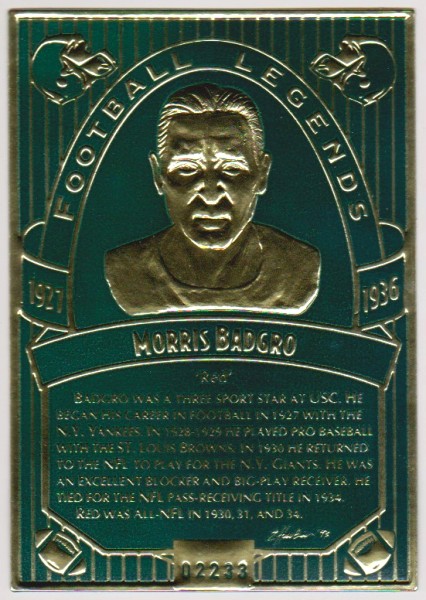 FOOTBALL LEGENDS
1927
1936
MORRIS BADGRO
"Red"
BADGRO WAS A THREE SPORT STAR AT USC. HE
BEGAN HIS CAREER IN FOOTBALL IN 1927 WITH THE
N.Y. YANKEES. IN 1928-1929 HE PLAYED PRO BASEBALL
WITH THE ST. LOUIS BROWNS. IN 1930 HE RETURNED
TO THE NFL TO PLAY FOR THE N.Y. GIANTS. HE WAS
AN EXCELLENT BLOCKER AND BIG-PLAY RECEIVER. HE
TIED FOR THE NFL PASS-RECEIVING TITLE IN 1934.
RED WAS ALL-NFL IN 1930, 31, AND 34.
02233